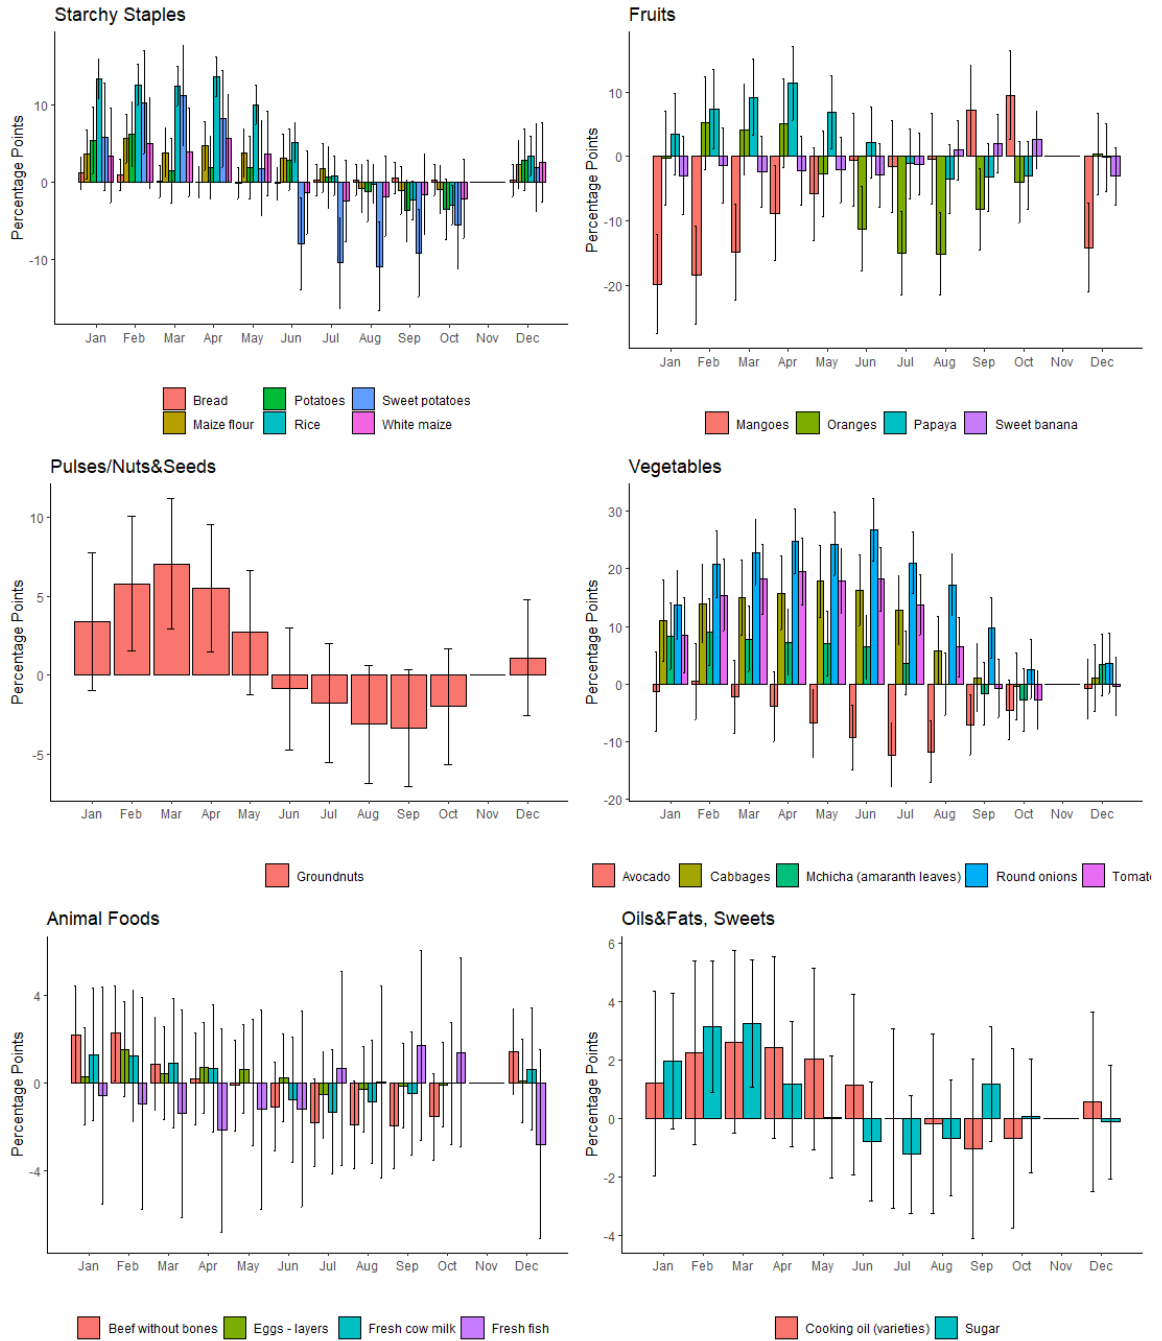 Starchy Staples
Percentage Points
10
0
-10
Jan Feb Mar Apr May Jun Jul Aug Sep Oct Nov Dec
Bread Potatoes Sweet potatoes
Maize flour Rice White maize
Fruits
Percentage Points
10
0
-10
-20
Jan Feb Mar Apr May Jun Jul Aug Sep Oct Nov Dec
Mangoes Oranges Papaya Sweet banana
Pulses/Nuts&Seeds
Percentage Points
10
5
0
-5
Jan Feb Mar Apr May Jun Jul Aug Sep Oct Nov Dec
Groundnuts
Vegetables
Percentage Points
30
20
10
0
-10
-20
Jan Feb Mar Apr May Jun Jul Aug Sep Oct Nov Dec
Avocado Cabbages Mchicha (amaranth leaves) Round onions Tomat
Animal Foods
Percentage Points
4
0
-4
Jan Feb Mar Apr May Jun Jul Aug Sep Oct Nov Dec
Beef without bones Eggs - layers Fresh cow milk Fresh fish
Oils&Fats, Sweets
Percentage Points
6
4
2
0
-2
-4
Jan Feb Mar Apr May Jun Jul Aug Sep Oct Nov Dec
Cooking oil (varieties) Sugar